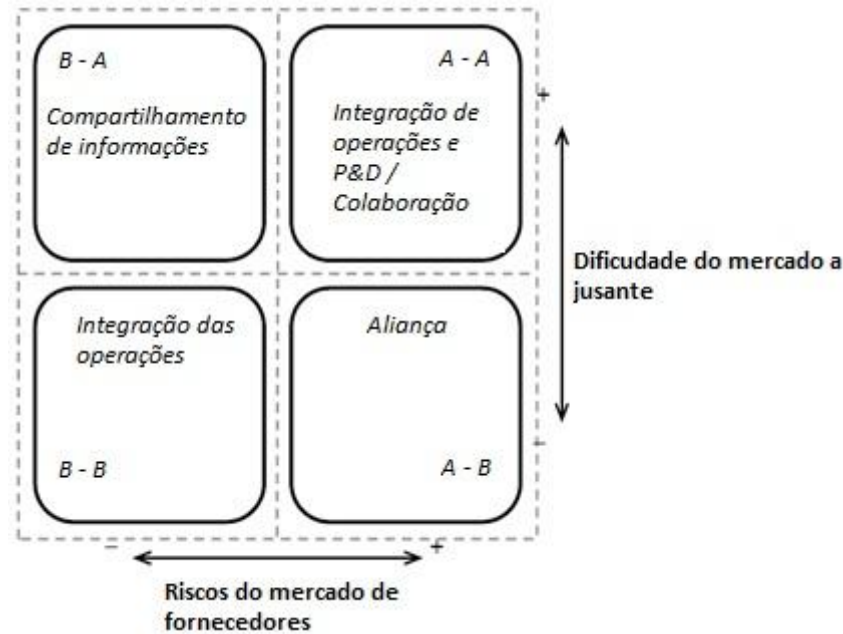 B - A
Compartilhamento
de informações
A - A
Integração de
operações e
P&D /
Colaboração
+
Dificudade do mercado a
jusante
Integração das
operações
B - B
Aliança
A - B
–
–
+
Riscos do mercado de
fornecedores